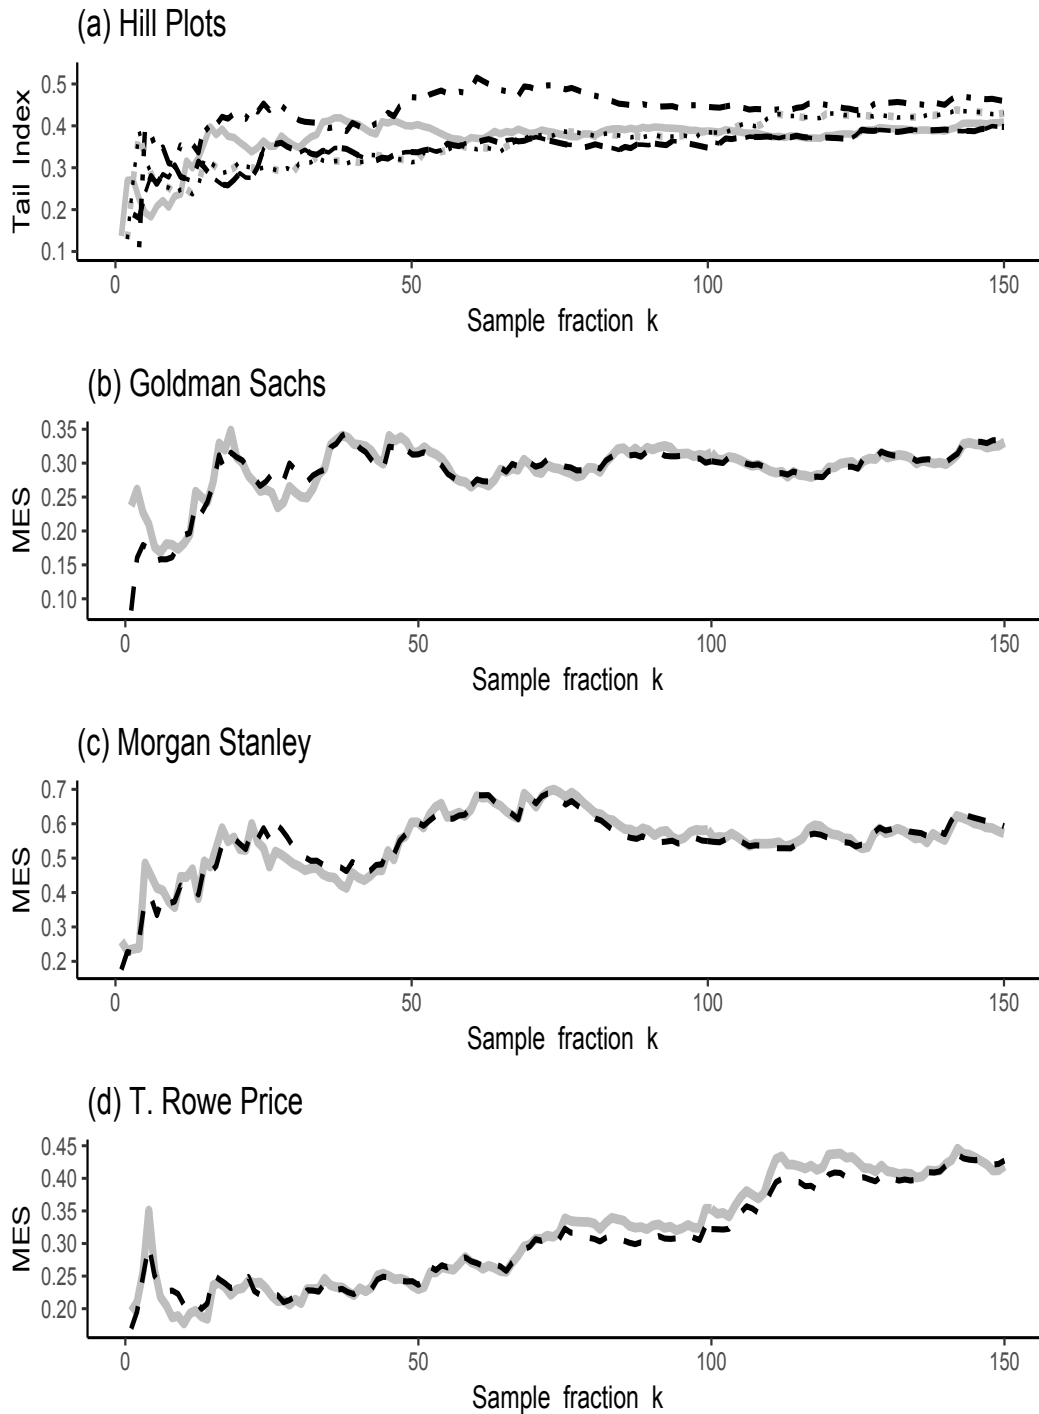 (a) Hill Plots
Tail Index
0.5
0.4
0.3
0.2
0.1
0 50 100 150
Sample fraction k
(b) Goldman Sachs
MES
0.35
0.30
0.25
0.20
0.15
0.10
0 50 100 150
Sample fraction k
(c) Morgan Stanley
MES
0.7
0.6
0.5
0.4
0.3
0.2
0 50 100 150
Sample fraction k
(d) T. Rowe Price
MES
0.45
0.40
0.35
0.30
0.25
0.20
0 50 100 150
Sample fraction k